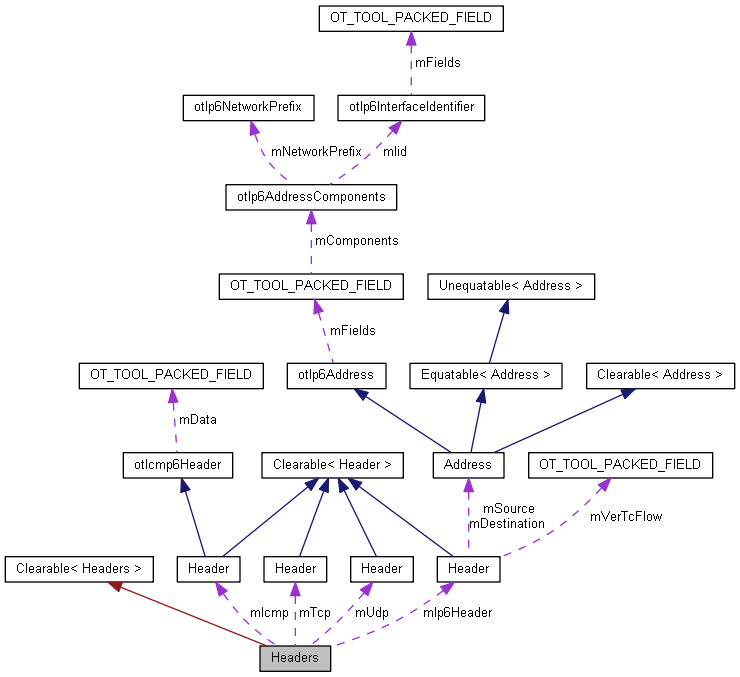 OT_TOOL_PACKED_FIELD
mFields
otIp6NetworkPrefix
otIp6InterfaceIdentifier
mNetworkPrefix
mIid
otIp6AddressComponents
mComponents
OT_TOOL_PACKED_FIELD
Unequatable< Address >
mFields
OT_TOOL_PACKED_FIELD
otIp6Address
Equatable< Address >
Clearable< Address >
mData
otIcmp6Header
Clearable< Header >
Address
OT_TOOL_PACKED_FIELD
mSource
mDestination
mVerTcFlow
Clearable< Headers >
Header
Header
Header
Header
mIcmp
mTcp
mUdp
mIp6Header
Headers